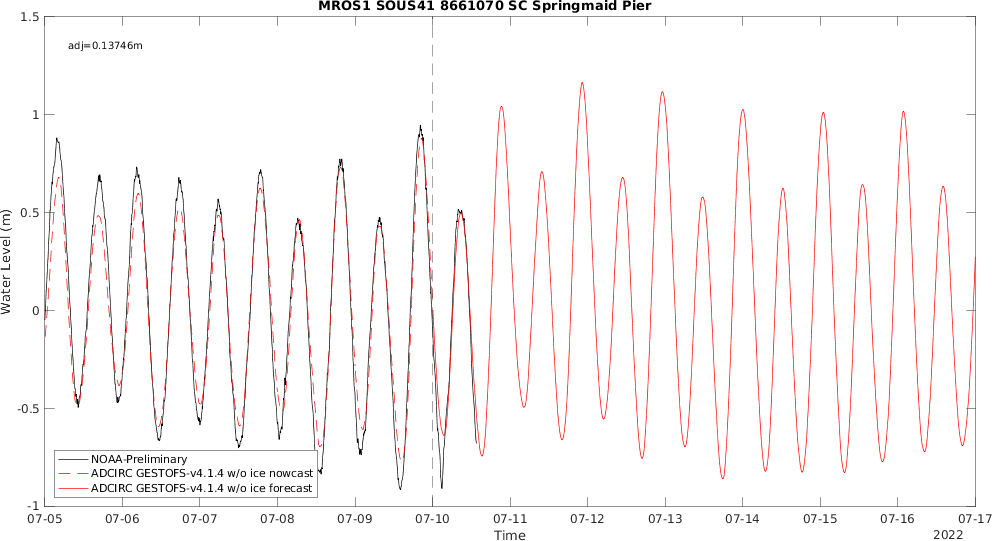 MROS1 SOUS41 8661070 SC Springmaid Pier
adj=0.13746m
1.5
1
0.5
0
-0.5
-1
Water Level (m)
NOAA-Preliminary
ADCIRC GESTOFS-v4.1.4 w/o ice nowcast
ADCIRC GESTOFS-v4.1.4 w/o ice forecast
07-05 07-06 07-07 07-08 07-09 07-10 07-11 07-12 07-13 07-14 07-15 07-16 07-17
Time
2022